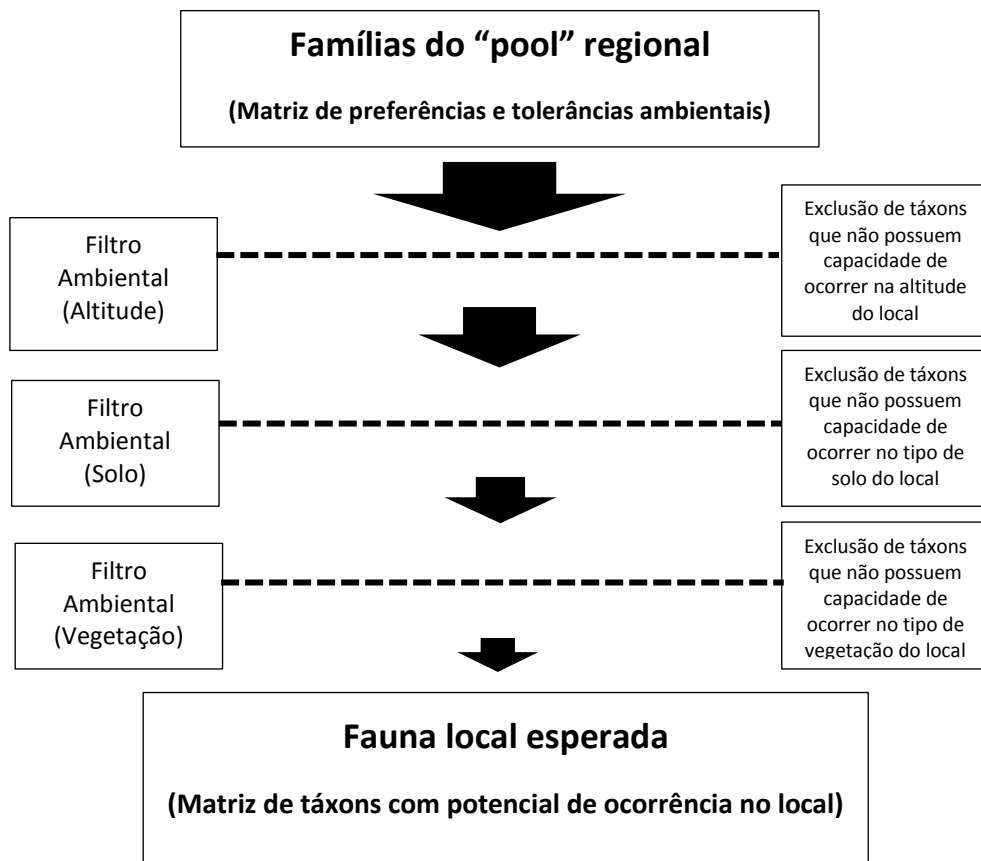 Famílias do “pool” regional
(Matriz de preferências e tolerâncias ambientais)
Filtro
Ambiental
(Altitude)
Exclusão de táxons
que não possuem
capacidade de
ocorrer na altitude
do local
Filtro
Ambiental
(Solo)
Exclusão de táxons
que não possuem
capacidade de
ocorrer no tipo de
solo do local
Filtro
Ambiental
(Vegetação)
Exclusão de táxons
que não possuem
capacidade de
ocorrer no tipo de
vegetação do local
Fauna local esperada
(Matriz de táxons com potencial de ocorrência no local)